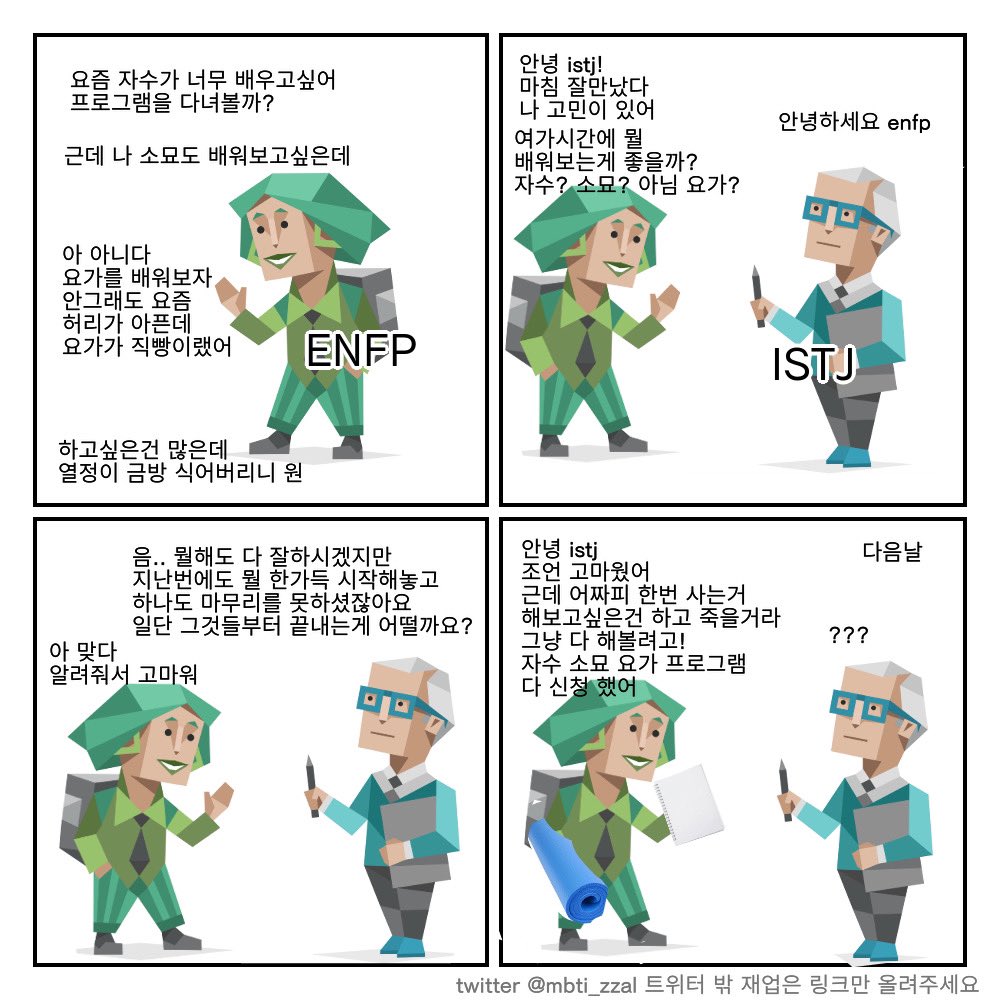 요즘 자수가 너무 배우고싶어
프로그램을 다녀볼까?
근데 나 소묘도 배워보고싶은데
아 아니다
요가를 배워보자
안그래도 요즘
허리가 아픈데
요가가 직빵이랬어
ENFP
하고싶은건 많은데
열정이 금방 식어버리니 원
안녕 istj!
마침 잘만났다
나 고민이 있어
여가시간에 뭘
배워보는게 좋을까?
자수? 소묘? 아님 요가?
안녕하세요 enfp
ISTJ
음.. 뭘해도 다 잘하시겠지만
지난번에도 뭘 한가득 시작해놓고
하나도 마무리를 못하셨잖아요
일단 그것들부터 끝내는게 어떨까요?
아 맞다
알려줘서 고마워
다음날
안녕 istj
조언 고마웠어
근데 어짜피 한번 사는거
해보고싶은건 하고 죽을거라
그냥 다 해볼려고!
자수 소묘 요가 프로그램
다 신청 했어
???
twitter @mbti_zzal 트위터 밖 재업은 링크만 올려주세요